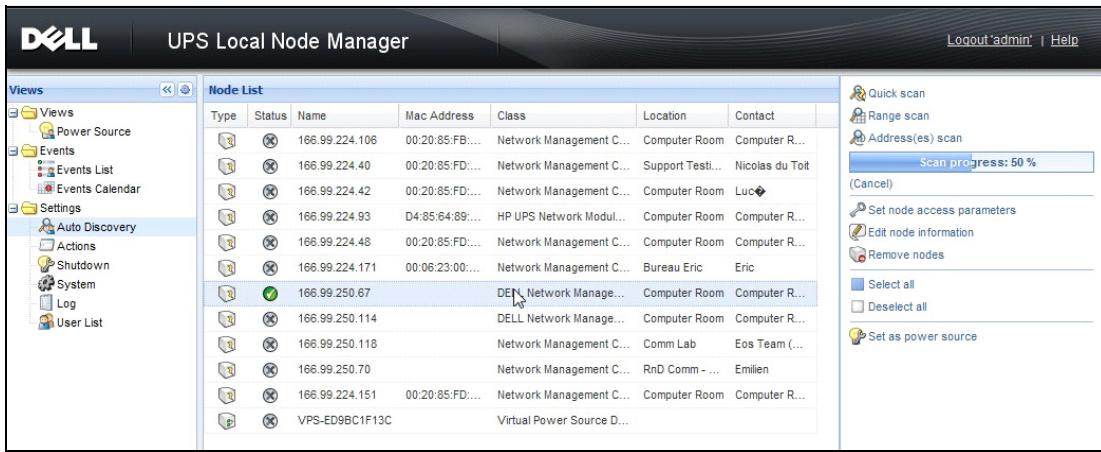 DELL
UPS Local Node Manager
Logout 'admin' | Help
Views
Views
Power Source
Events
Events List
Events Calendar
Settings
Auto Discovery
Actions
Shutdown
System
Log
User List
Node List
Type Status Name Mac Address Class Location Contact
166.99.224.106 00:20:85:FB:... Network Management C... Computer Room Computer R...
166.99.224.40 00:20:85:FD:... Network Management C... Support Testi... Nicolas du Toit
166.99.224.42 00:20:85:FD:... Network Management C... Computer Room Luc�
166.99.224.93 D4:85:64:89:... HP UPS Network Modul... Computer Room Computer R...
166.99.224.48 00:20:85:FD:... Network Management C... Computer Room Computer R...
166.99.224.171 00:06:23:00:... Network Management C... Bureau Eric Eric
166.99.250.67 DELL Network Manage... Computer Room Computer R...
166.99.250.114 DELL Network Manage... Computer Room Computer R...
166.99.250.118 Network Management C... Comm Lab Eos Team (...
166.99.250.70 Network Management C... RnD Comm - ... Emilien
166.99.224.151 00:20:85:FD:... Network Management C... Computer Room Computer R...
VPS-ED9BC1F13C Virtual Power Source D...
Quick scan
Range scan
Address(es) scan
Scan progress: 50 %
(Cancel)
Set node access parameters
Edit node information
Remove nodes
Select all
Deselect all
Set as power source